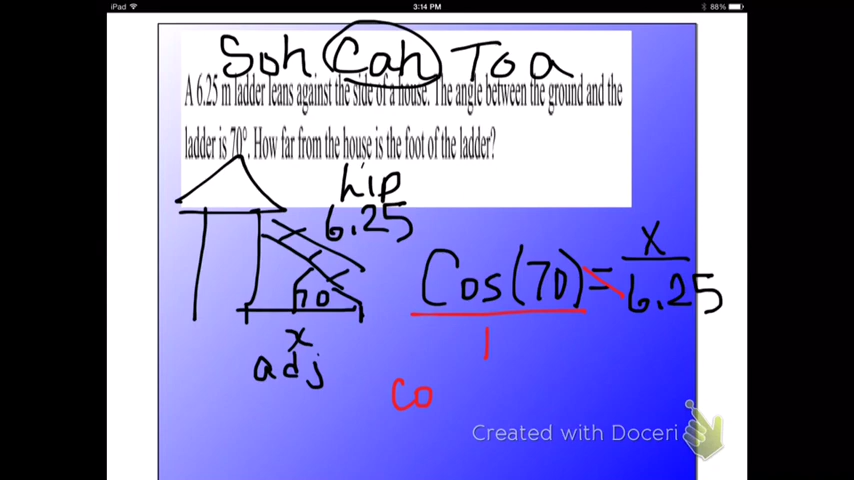 iPad 3:14 PM 88%
Soh Cah Toa
A 6.25 m ladder leans against the side of a house. The angle between the ground and the
ladder is 70°. How far from the house is the foot of the ladder?
hip
6.25
70
x
adj
Cos(70) = x/6.25
1
Co
Created with Doceri